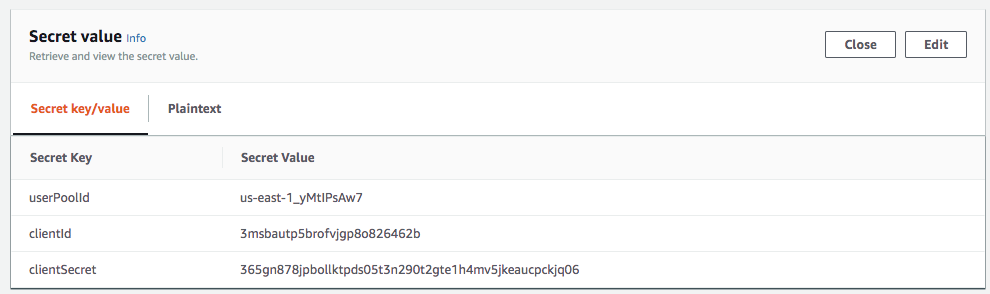 Secret value Info
Retrieve and view the secret value.
Close Edit
Secret key/value Plaintext
Secret Key Secret Value
userPoolId us-east-1_yMtIPsAw7
clientId 3msbautp5brofvjgp8o826462b
clientSecret 365gn878jpbollktpds05t3n290t2gte1h4mv5jkeaucpckjq06